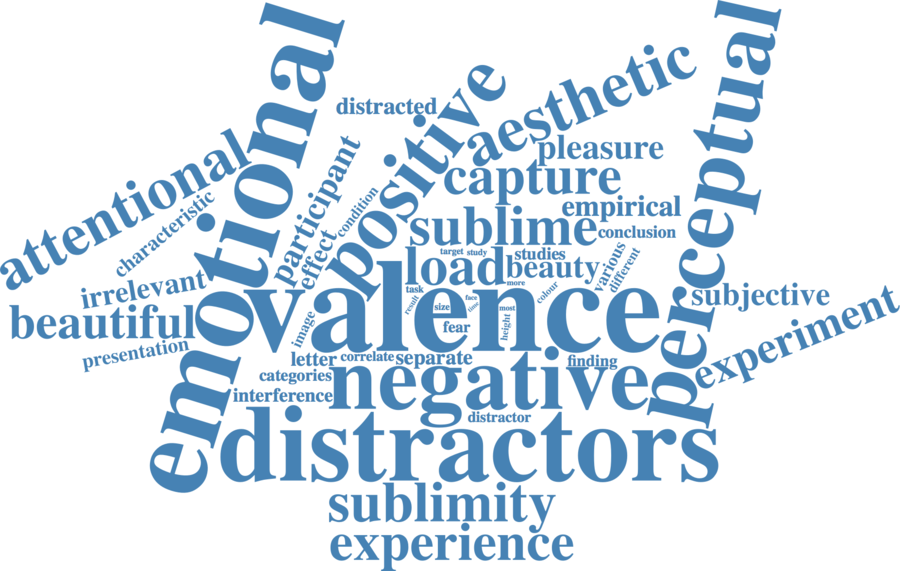 emotional
perceptual
distracted
positive
aesthetic
attentional
participant
pleasure
capture
characteristic
condition
effect
sublime
empirical
conclusion
irrelevant
load
target
study
studies
beauty
various
different
more
beautiful
valence
task
result
size
face
time
most
height
colour
fear
image
subjective
experiment
presentation
letter
correlate
separate
finding
categories
negative
interference
distractor
distractors
sublimity
experience